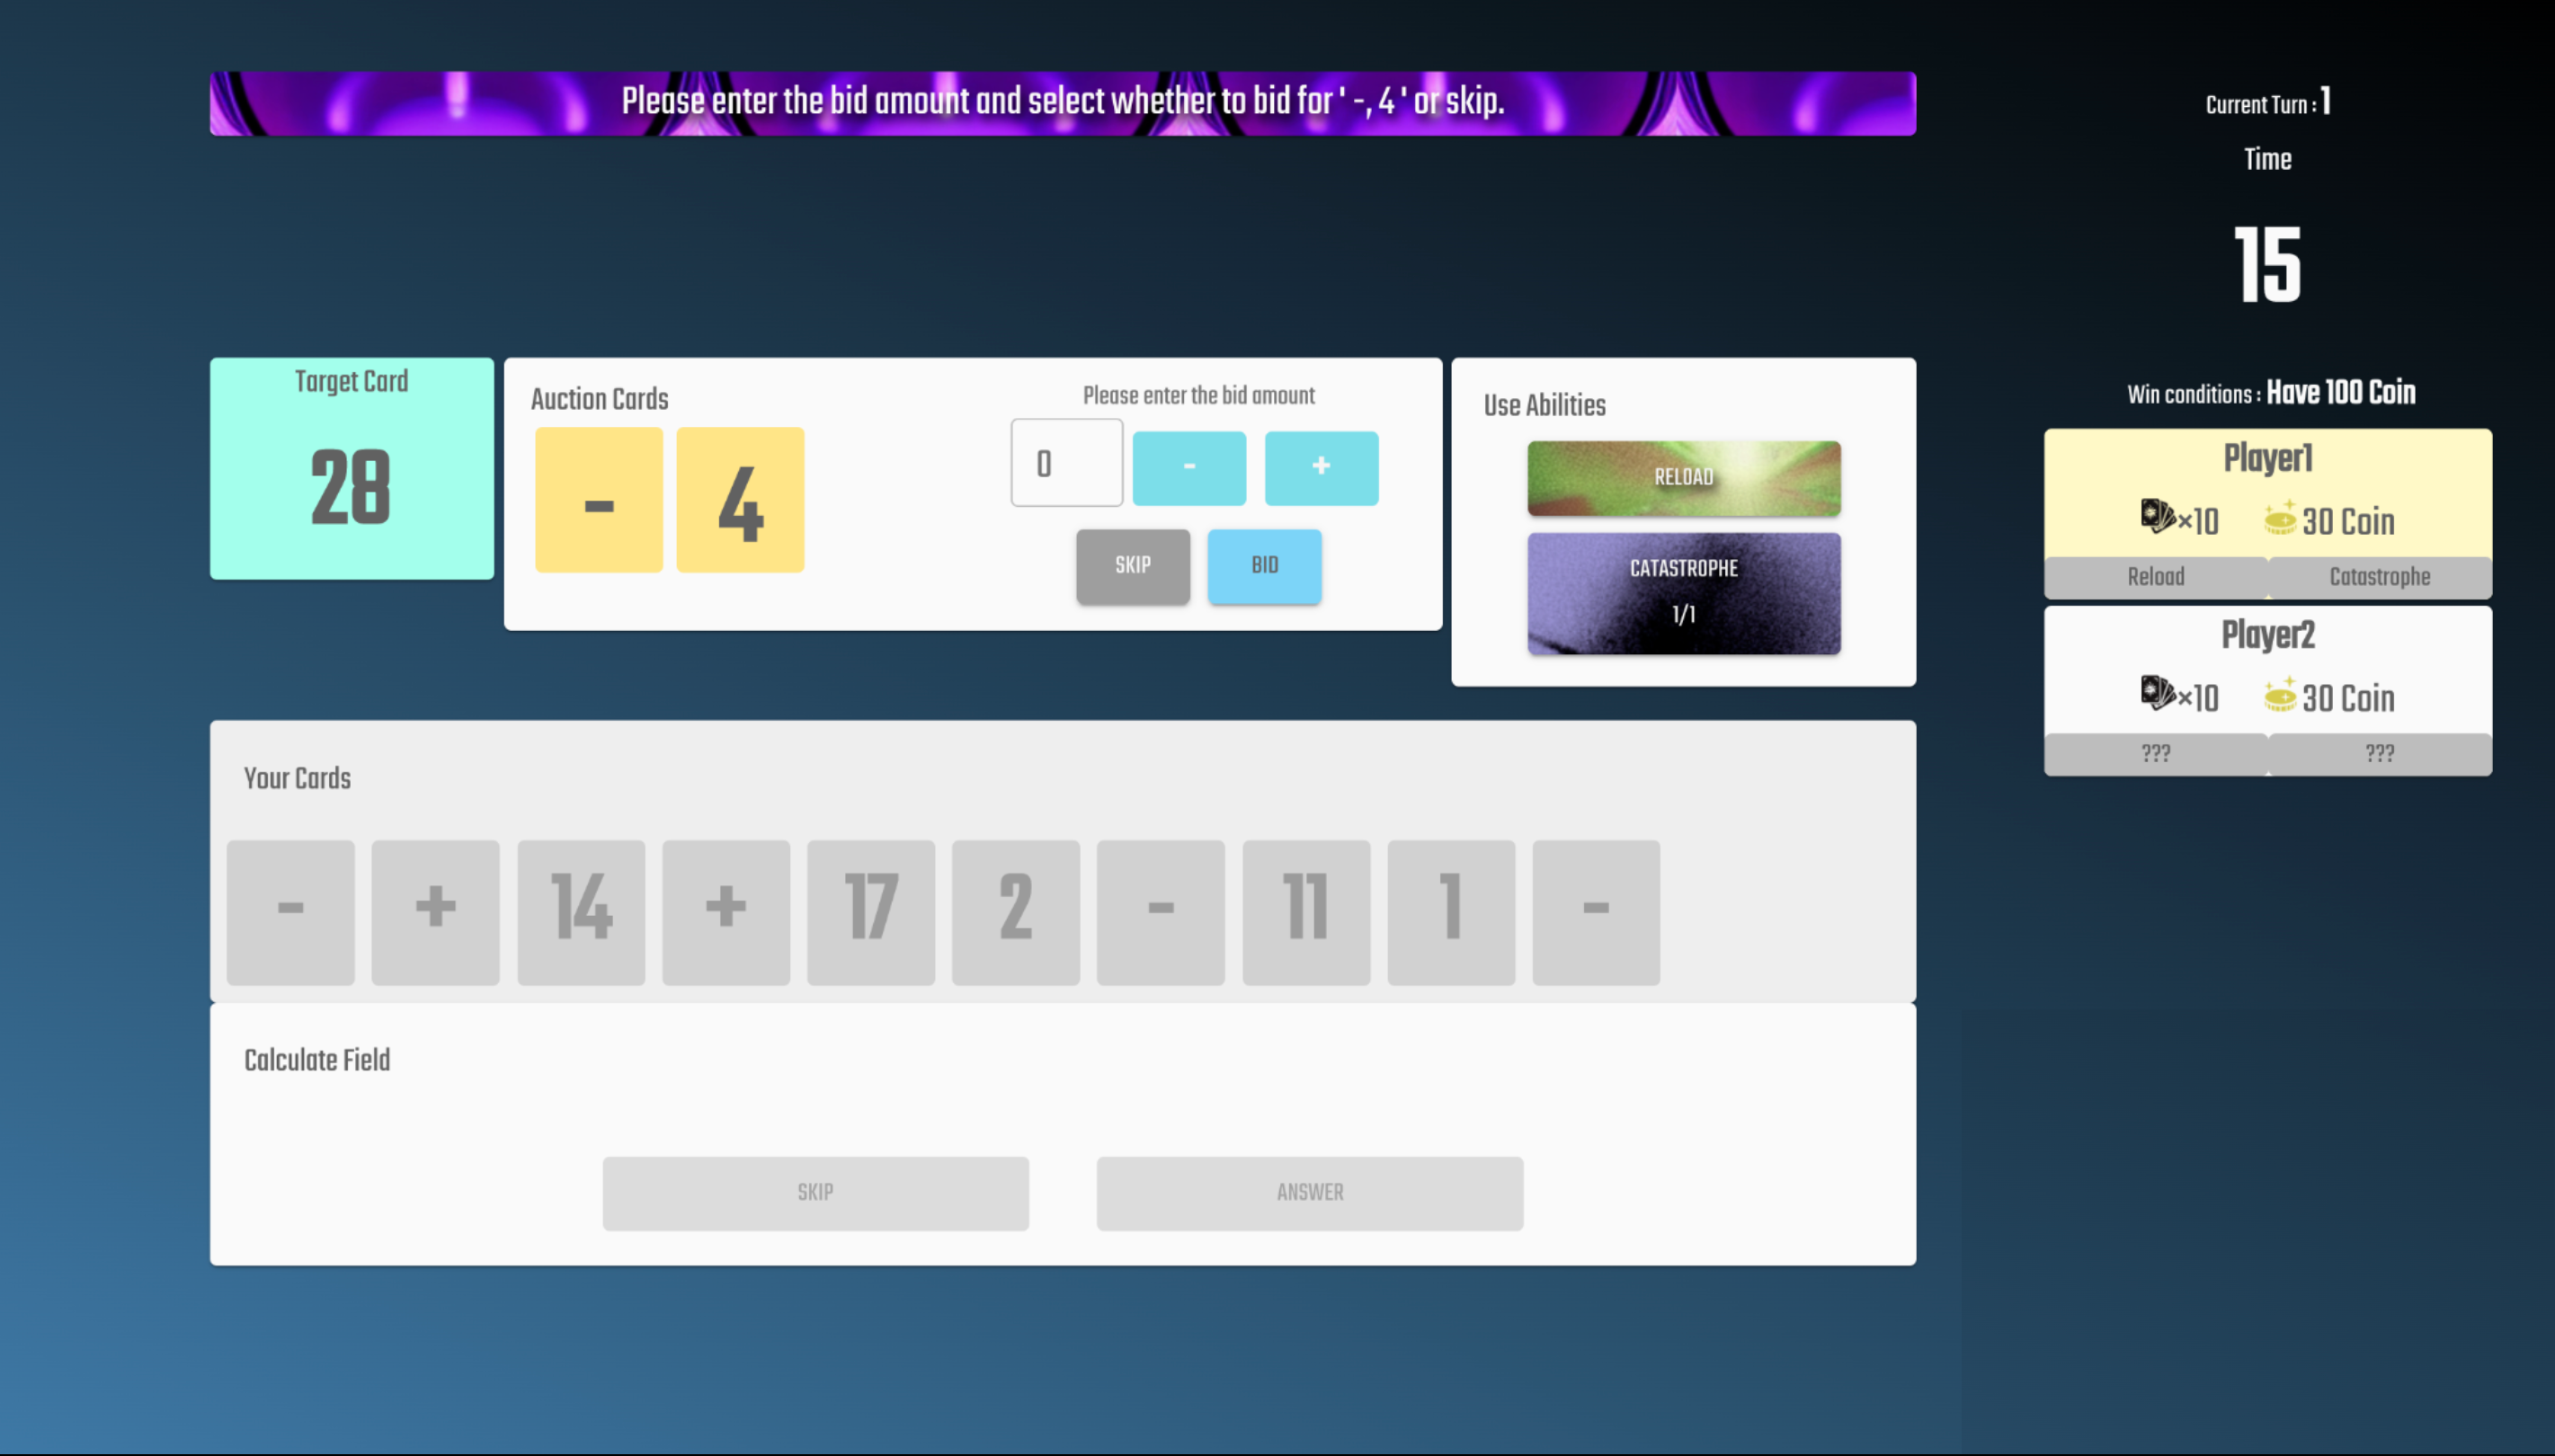 Please enter the bid amount and select whether to bid for ' -, 4 ' or skip.
Current Turn : 1
Time
15
Target Card
28
Auction Cards
- 4
Please enter the bid amount
0 - +
SKIP BID
Use Abilities
RELOAD
CATASTROPHE
1/1
Win conditions : Have 100 Coin
Player1
×10 30 Coin
Reload Catastrophe
Player2
×10 30 Coin
??? ???
Your Cards
- + 14 + 17 2 - 11 1 -
Calculate Field
SKIP ANSWER